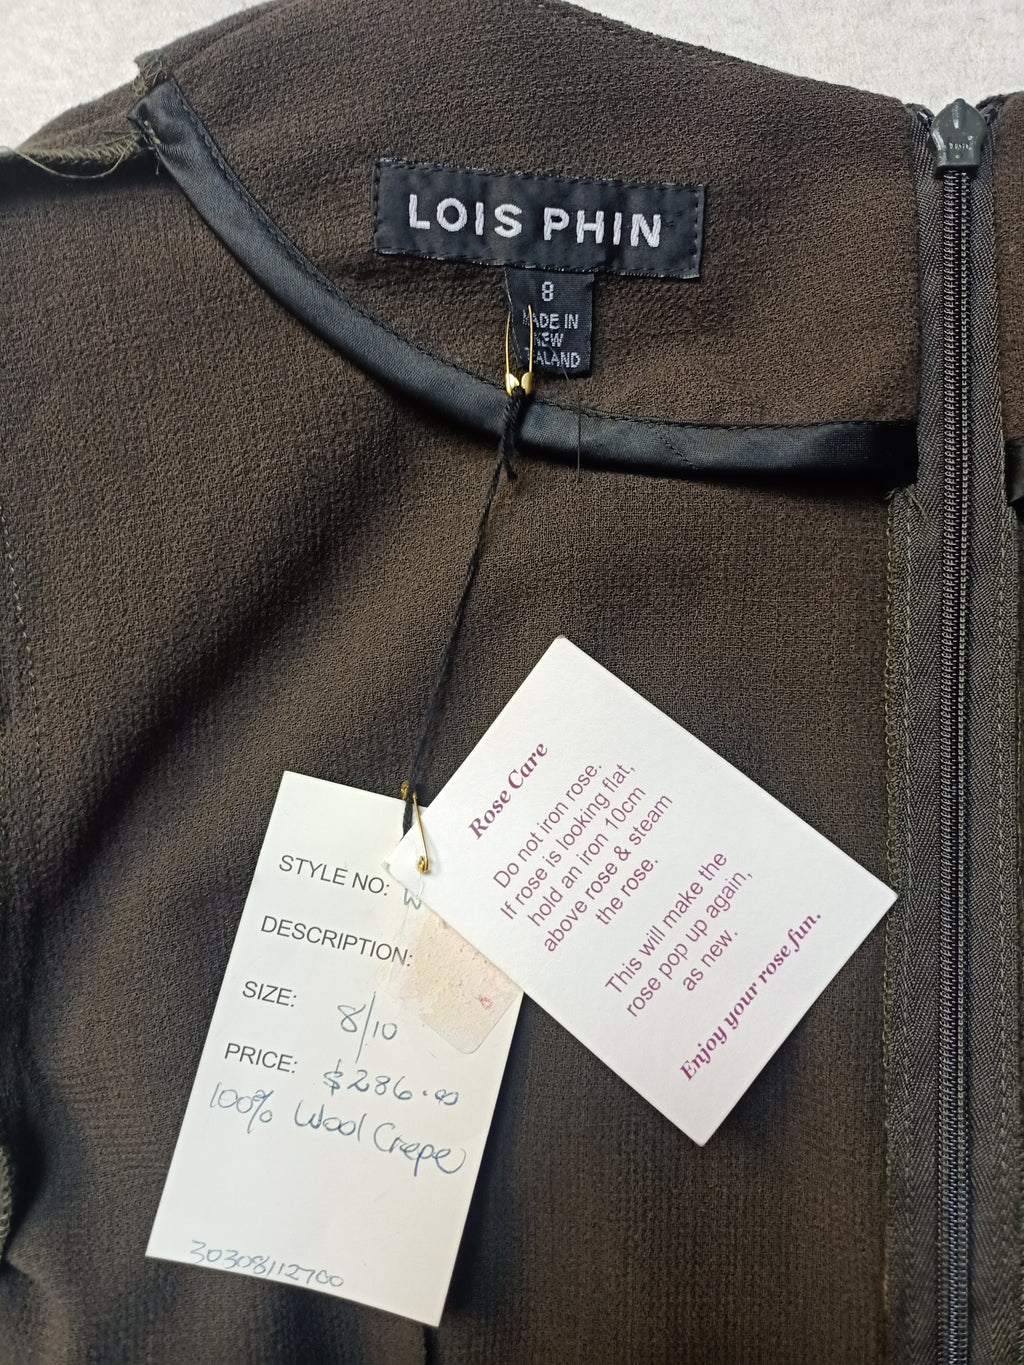 LOIS PHIN
8
MADE IN
NEW
ZEALAND
STYLE NO: W
DESCRIPTION:
SIZE: 8/10
PRICE: $286.00
100% Wool Crepe
30308112700
Rose Care
Do not iron rose.
If rose is looking flat,
hold an iron 10cm
above rose & steam
the rose.
This will make the
rose pop up again,
as new.
Enjoy your rose fun.